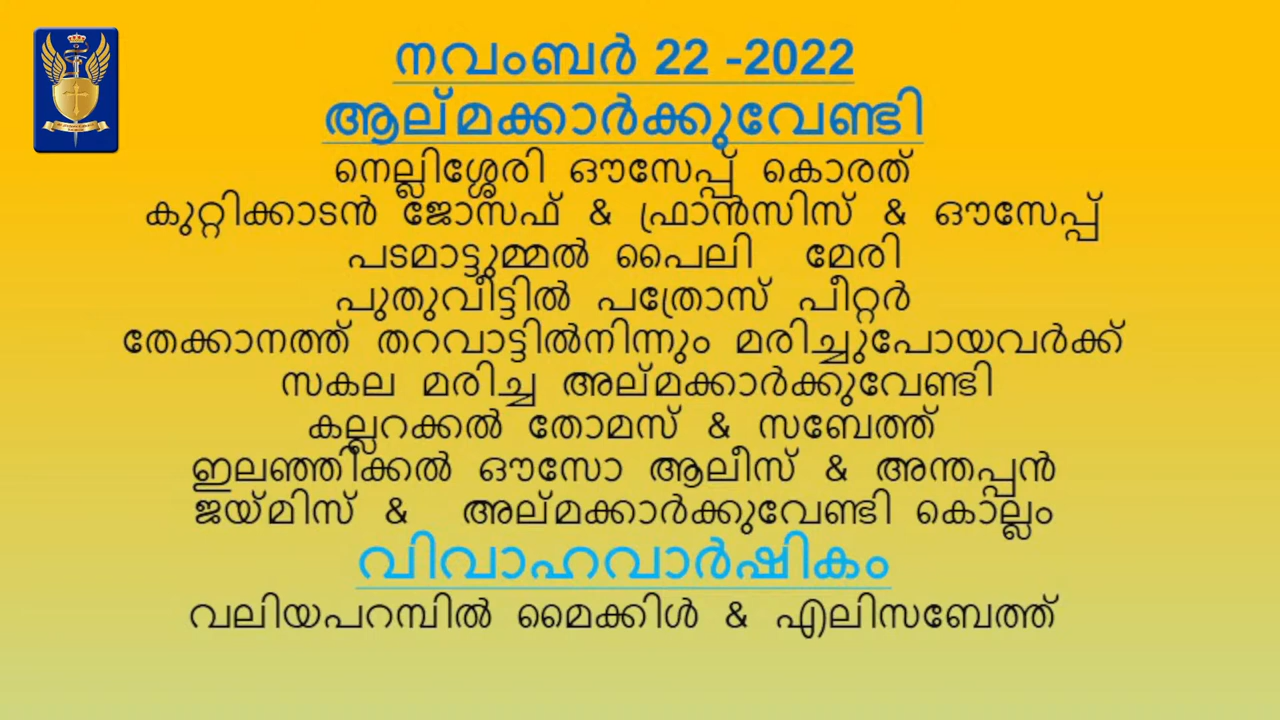 നവംബർ 22 -2022
ആല്മക്കാർക്കുവേണ്ടി
നെല്ലിശ്ശേരി ഔസേപ്പ് കൊരത്
കുറ്റിക്കാടൻ ജോസഫ് & ഫ്രാൻസിസ് & ഔസേപ്പ്
പടമാട്ടുമ്മൽ പൈലി മേരി
പുതുവീട്ടിൽ പത്രോസ് പീറ്റർ
തേക്കാനത്ത് തറവാട്ടിൽനിന്നും മരിച്ചുപോയവർക്ക്
സകല മരിച്ച അല്മക്കാർക്കുവേണ്ടി
കല്ലറക്കൽ തോമസ് & സബേത്ത്
ഇലഞ്ഞിക്കൽ ഔസോ ആലീസ് & അന്തപ്പൻ
ജയ്മിസ് & അല്മക്കാർക്കുവേണ്ടി കൊല്ലം
വിവാഹവാർഷികം
വലിയപറമ്പിൽ മൈക്കിൾ & എലിസബേത്ത്